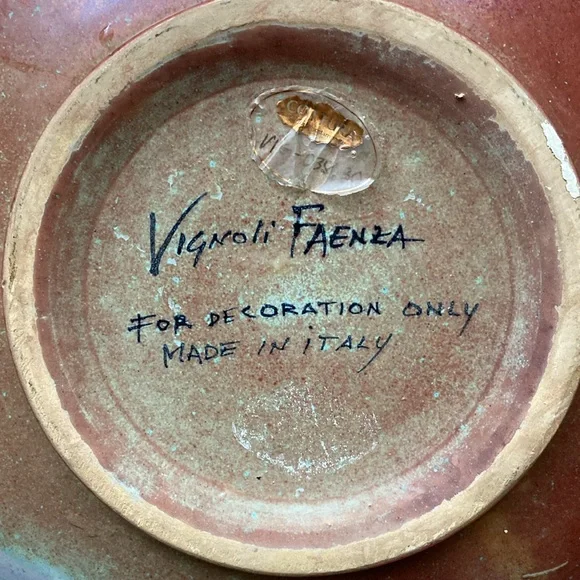 Vignoli FAENZA
FOR DECORATION ONLY
MADE IN iTALY